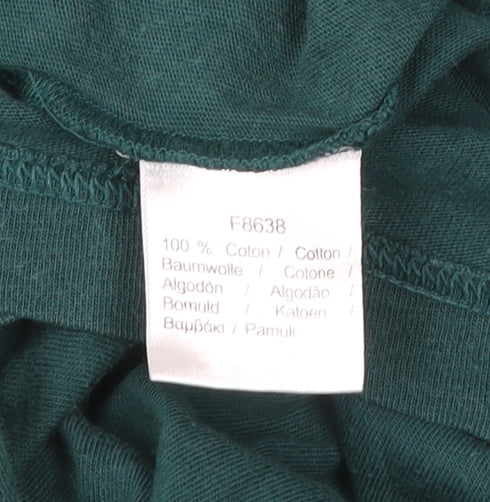 F8638
100 % Coton / Cotton /
Baumwolle / Cotone /
Algodón / Algodão /
Bomuld / Katoen /
Βαμβάκι / Pamuk